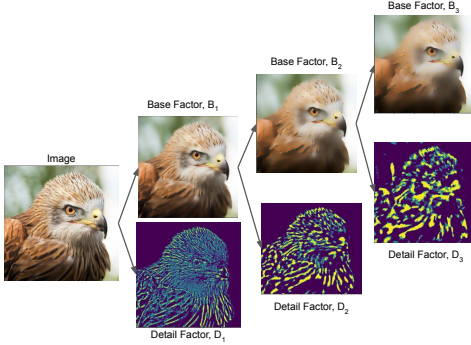 Base Factor, B3
Base Factor, B2
Base Factor, B1
Image
Detail Factor, D3
Detail Factor, D2
Detail Factor, D1